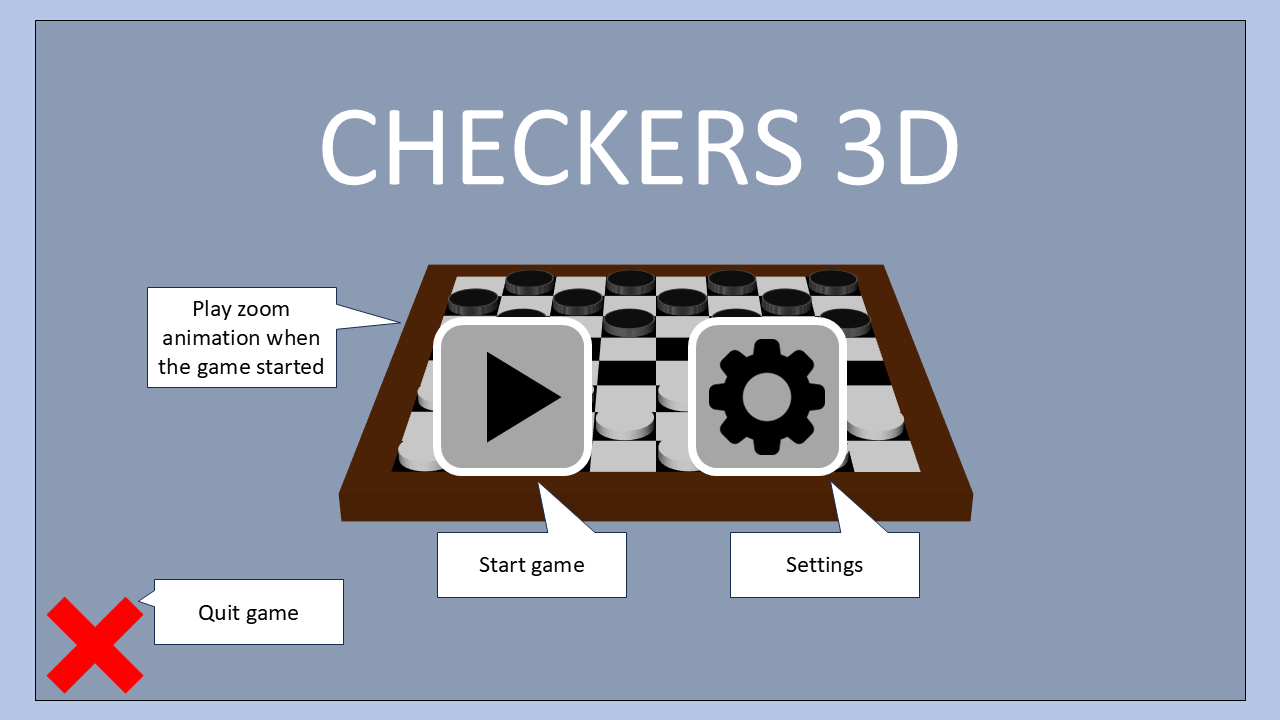 CHECKERS 3D
Play zoom
animation when
the game started
Start game
Settings
Quit game